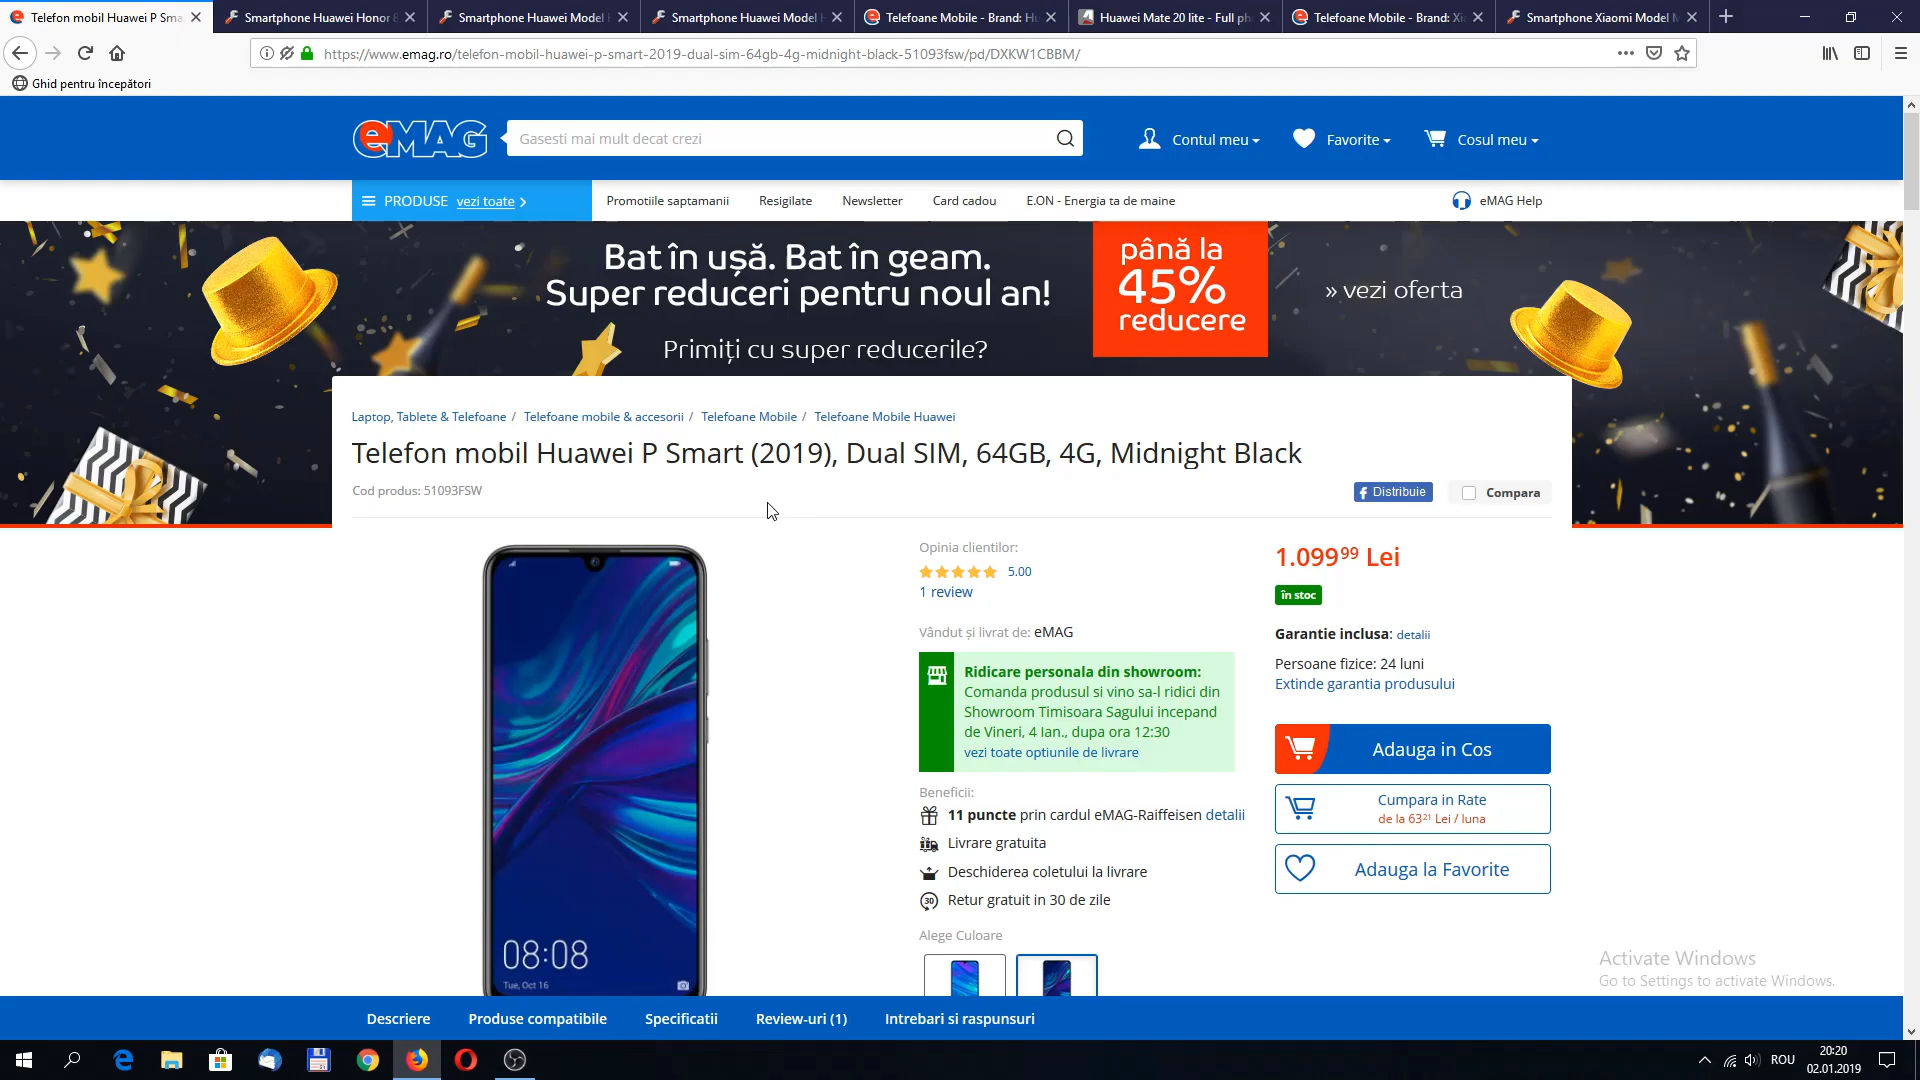 Telefon mobil Huawei P Sma
Smartphone Huawei Honor 8
Smartphone Huawei Model
Smartphone Huawei Model
Telefoane Mobile - Brand: Hu
Huawei Mate 20 lite - Full ph
Telefoane Mobile - Brand: Xi
Smartphone Xiaomi Model M
https://www.emag.ro/telefon-mobil-huawei-p-smart-2019-dual-sim-64gb-4g-midnight-black-51093fsw/pd/DXKW1CBBM/
Ghid pentru începători
eMAG
Gasesti mai mult decat crezi
Contul meu
Favorite
Cosul meu
PRODUSE vezi toate
Promotiile saptamanii
Resigilate
Newsletter
Card cadou
E.ON - Energia ta de maine
eMAG Help
Bat în ușă. Bat în geam.
Super reduceri pentru noul an!
Primiți cu super reducerile?
până la
45%
reducere
» vezi oferta
Laptop, Tablete & Telefoane / Telefoane mobile & accesorii / Telefoane Mobile / Telefoane Mobile Huawei
Telefon mobil Huawei P Smart (2019), Dual SIM, 64GB, 4G, Midnight Black
Cod produs: 51093FSW
Distribuie
Compara
08:08
Tue, Oct 16
Opinia clientilor:
5.00
1 review
Vândut și livrat de: eMAG
Ridicare personala din showroom:
Comanda produsul si vino sa-l ridici din
Showroom Timisoara Sagului incepand
de Vineri, 4 Ian., dupa ora 12:30
vezi toate optiunile de livrare
Beneficii:
11 puncte prin cardul eMAG-Raiffeisen detalii
Livrare gratuita
Deschiderea coletului la livrare
30 Retur gratuit in 30 de zile
Alege Culoare
1.099⁹⁹ Lei
în stoc
Garantie inclusa: detalii
Persoane fizice: 24 luni
Extinde garantia produsului
Adauga in Cos
Cumpara in Rate
de la 63²¹ Lei / luna
Adauga la Favorite
Activate Windows
Go to Settings to activate Windows.
Descriere
Produse compatibile
Specificatii
Review-uri (1)
Intrebari si raspunsuri
ROU
20:20
02.01.2019